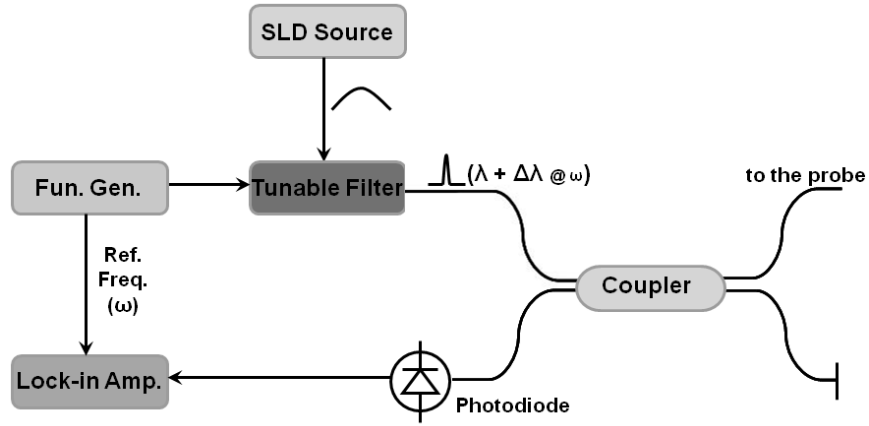 SLD Source
Fun. Gen.
Tunable Filter
(λ + Δλ @ ω)
to the probe
Ref.
Freq.
(ω)
Coupler
Lock-in Amp.
Photodiode